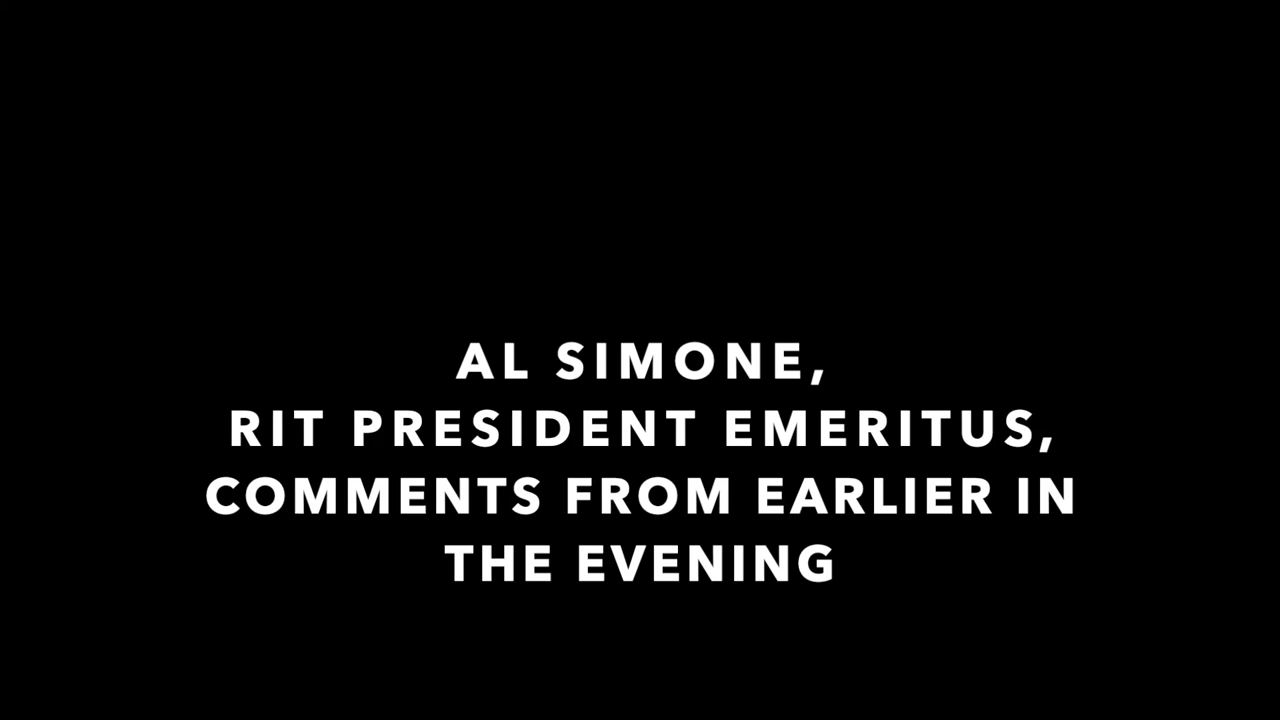 AL SIMONE,
RIT PRESIDENT EMERITUS,
COMMENTS FROM EARLIER IN
THE EVENING